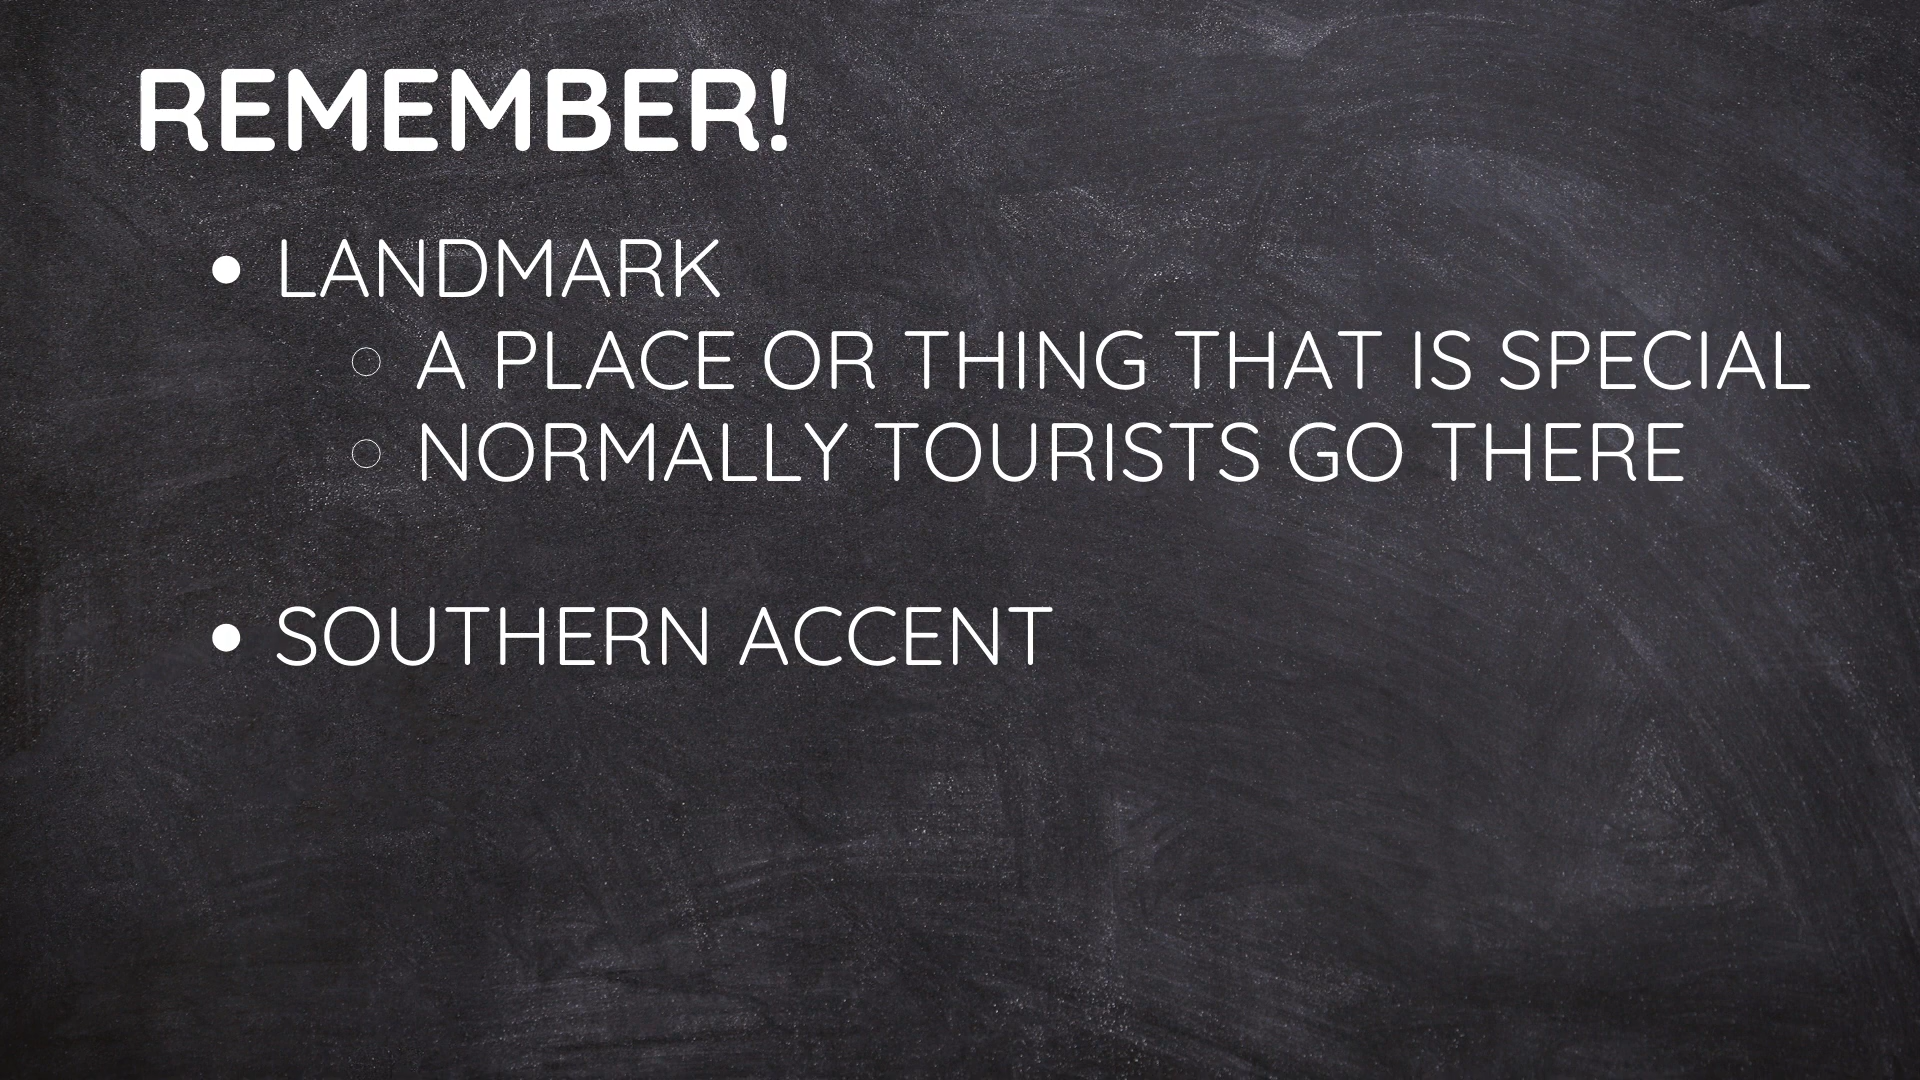 REMEMBER!
• LANDMARK
○ A PLACE OR THING THAT IS SPECIAL
○ NORMALLY TOURISTS GO THERE
• SOUTHERN ACCENT